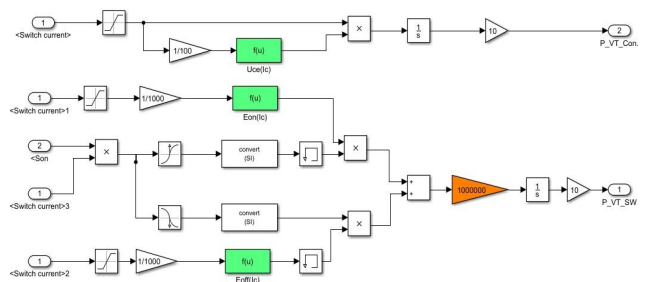 1
<Switch current>
1/100
f(u)
Uce(Ic)
×
1
s
10
2
P_VT_Con.
1
<Switch current>1
1/1000
f(u)
Eon(Ic)
×
2
<Son
×
convert
(SI)
1
<Switch current>3
+
+
1000000
1
s
10
1
P_VT_SW
convert
(SI)
×
1
<Switch current>2
1/1000
f(u)
Eoff(Ic)